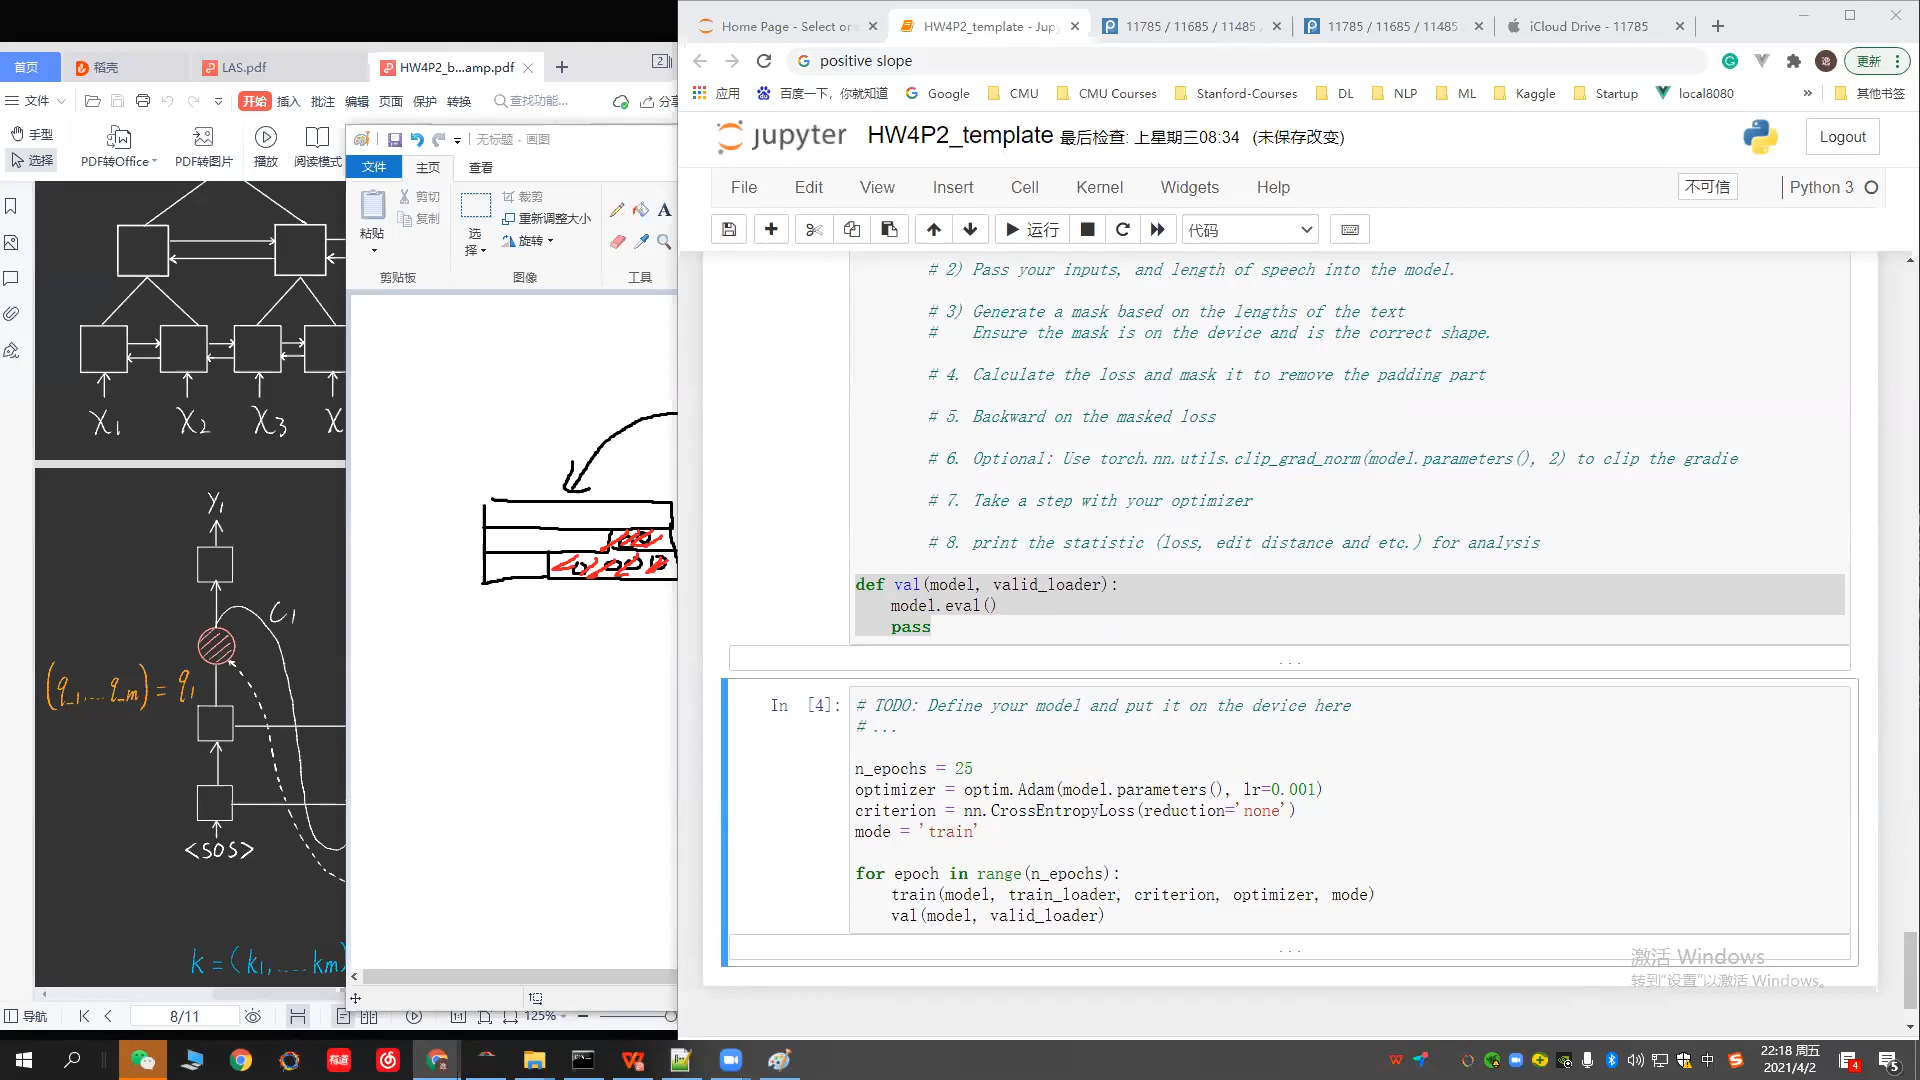 首页
稻壳
LAS.pdf
HW4P2_b...amp.pdf
文件
开始 插入 批注 编辑 页面 保护 转换
查找功能...
手型
选择
PDF转Office
PDF转图片
播放
阅读模式
X1 X2 X3 X
y1
C1
(q_1,...q_m) = q1
<sos>
k = (k1,....km)
导航
8/11
125%
无标题 - 画图
文件 主页 查看
粘贴
剪切
复制
剪贴板
选择
裁剪
重新调整大小
旋转
图像
工具
Home Page - Select or
HW4P2_template - Jupy
11785 / 11685 / 11485
11785 / 11685 / 11485
iCloud Drive - 11785
positive slope
更新
应用
百度一下，你就知道
Google
CMU
CMU Courses
Stanford-Courses
DL
NLP
ML
Kaggle
Startup
local8080
其他书签
jupyter HW4P2_template 最后检查: 上星期三08:34 (未保存改变)
Logout
File Edit View Insert Cell Kernel Widgets Help
不可信
Python 3
运行
代码
# 2) Pass your inputs, and length of speech into the model.
# 3) Generate a mask based on the lengths of the text
# Ensure the mask is on the device and is the correct shape.
# 4. Calculate the loss and mask it to remove the padding part
# 5. Backward on the masked loss
# 6. Optional: Use torch.nn.utils.clip_grad_norm(model.parameters(), 2) to clip the gradie
# 7. Take a step with your optimizer
# 8. print the statistic (loss, edit distance and etc.) for analysis
def val(model, valid_loader):
model.eval()
pass
...
In [4]:
# TODO: Define your model and put it on the device here
# ...
n_epochs = 25
optimizer = optim.Adam(model.parameters(), lr=0.001)
criterion = nn.CrossEntropyLoss(reduction='none')
mode = 'train'
for epoch in range(n_epochs):
train(model, train_loader, criterion, optimizer, mode)
val(model, valid_loader)
...
激活 Windows
转到“设置”以激活 Windows。
中
22:18 周五
2021/4/2
4
5